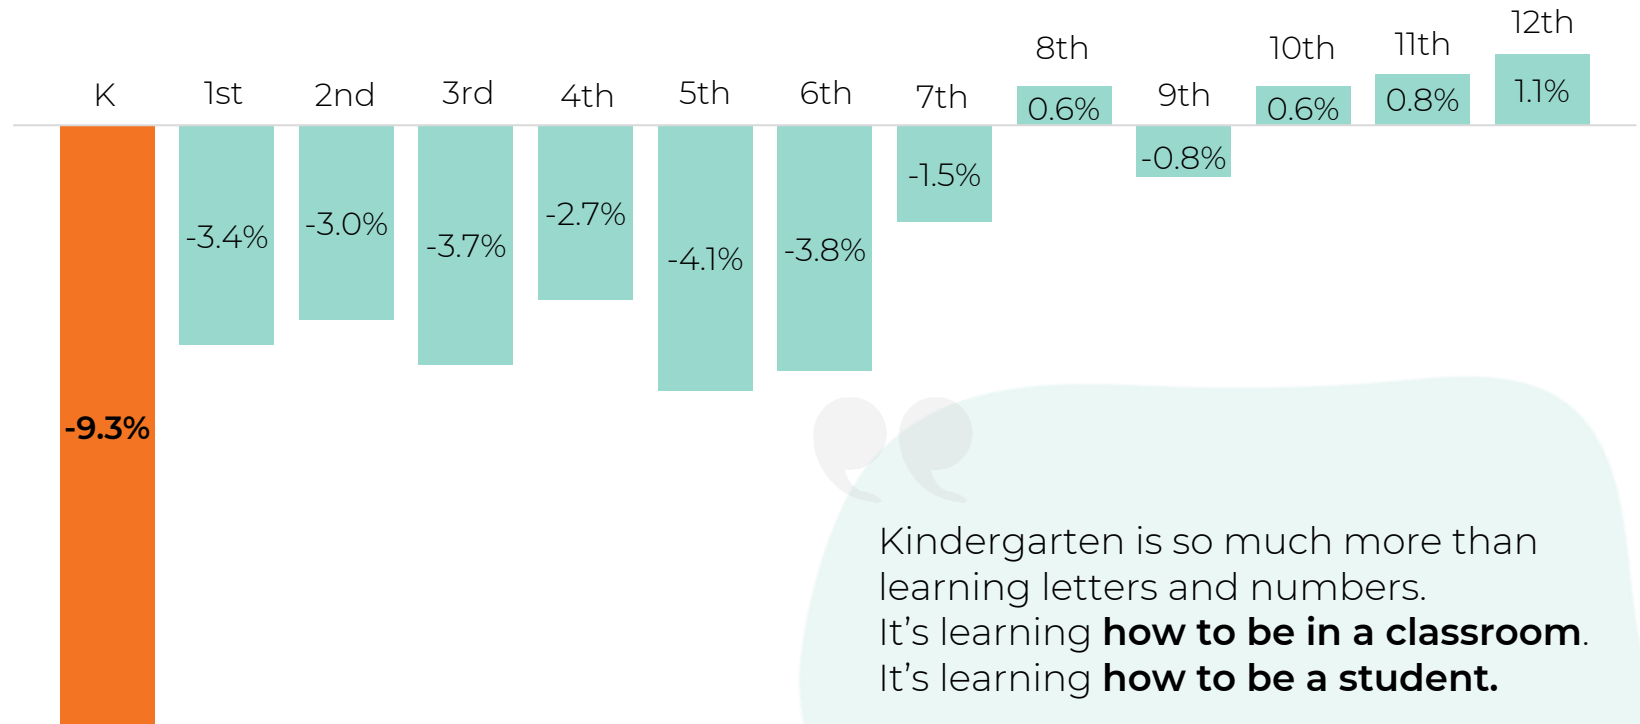 K 1st 2nd 3rd 4th 5th 6th 7th 8th 9th 10th 11th 12th
-9.3% -3.4% -3.0% -3.7% -2.7% -4.1% -3.8% -1.5% 0.6% -0.8% 0.6% 0.8% 1.1%
Kindergarten is so much more than
learning letters and numbers.
It’s learning how to be in a classroom.
It’s learning how to be a student.